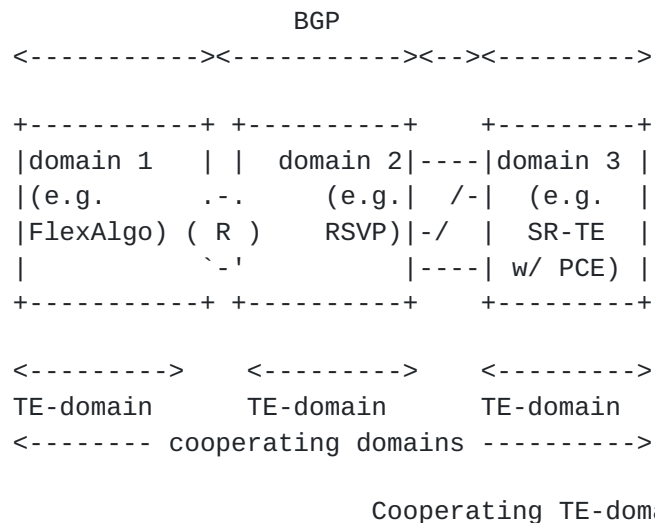 BGP
<-----------><-----------><--><--------->

+-----------+ +----------+    +---------+
|domain 1   | |  domain 2|----|domain 3 |
|(e.g.      .-.     (e.g.|  /-|  (e.g.  |
|FlexAlgo) ( R )    RSVP)|-/  |  SR-TE  |
|           `-'          |----| w/ PCE) |
+-----------+ +----------+    +---------+

<--------->    <--------->    <--------->
TE-domain      TE-domain      TE-domain
<-------- cooperating domains ---------->

                       Cooperating TE-doma